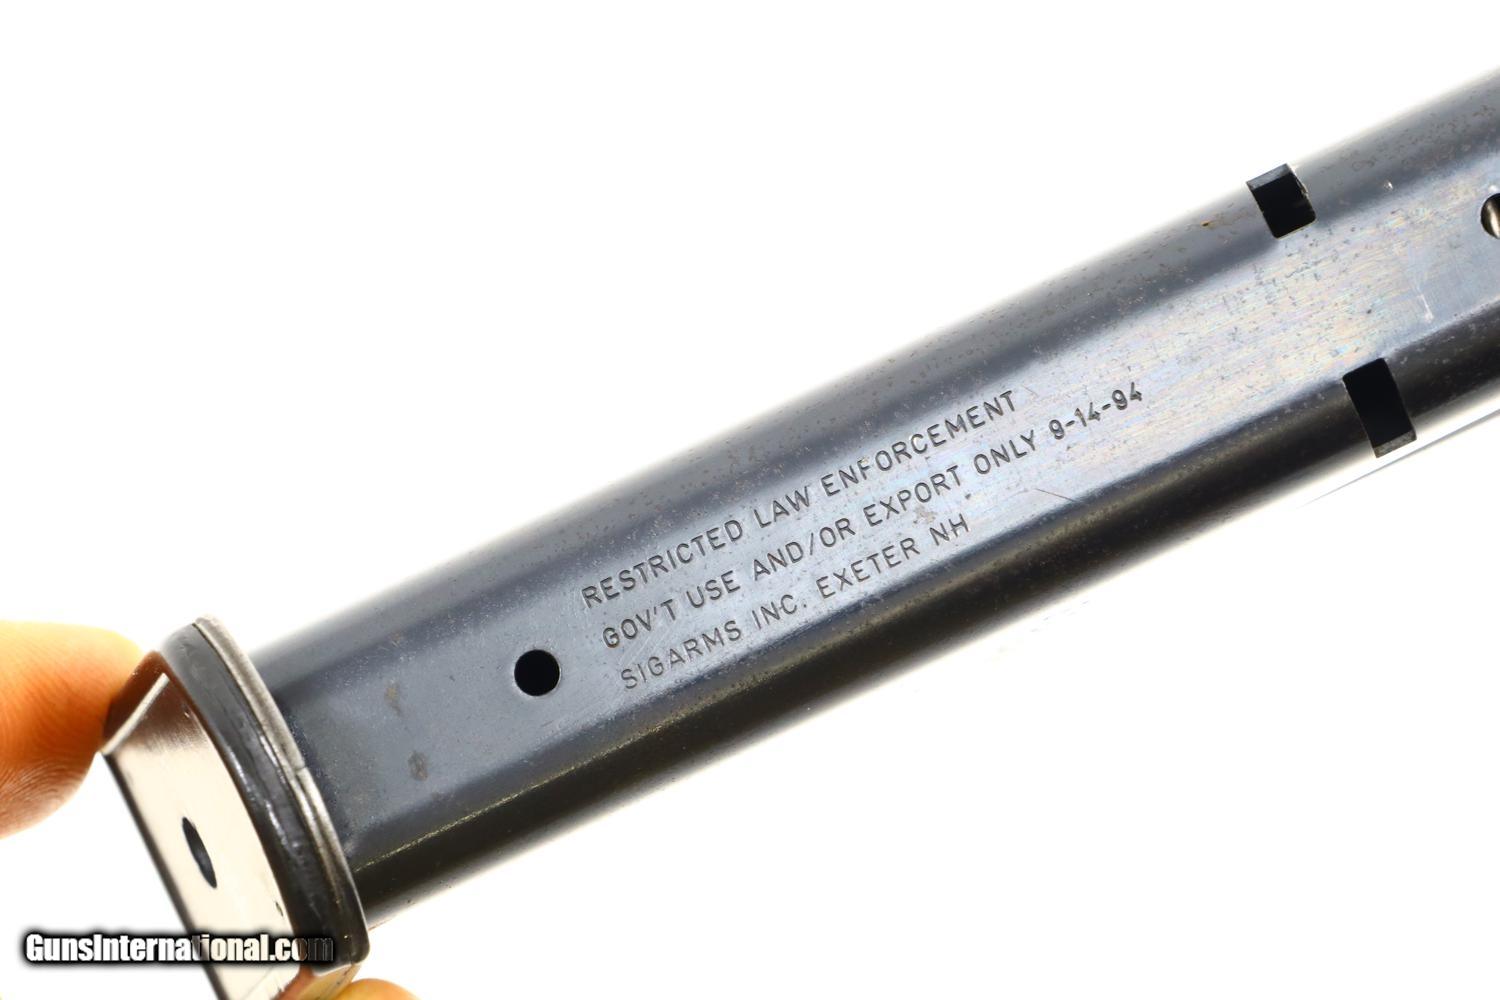 RESTRICTED LAW ENFORCEMENT
GOV'T USE AND/OR EXPORT ONLY 9-14-94
SIGARMS INC. EXETER NH
GunsInternational.com